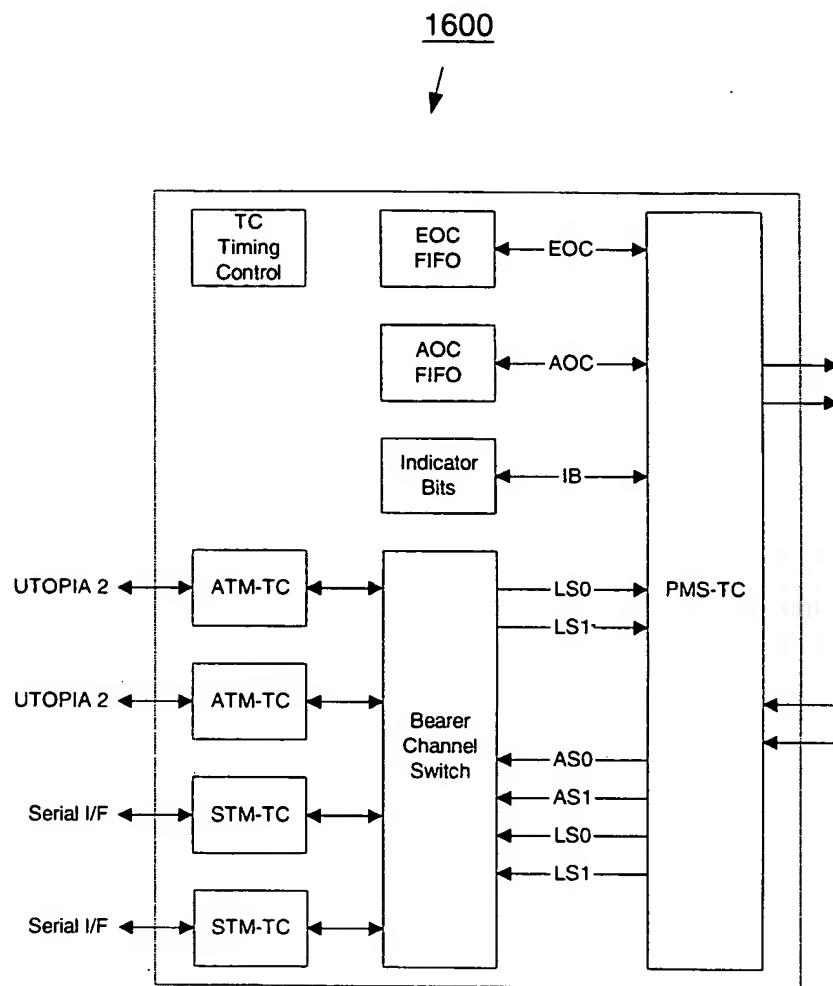 1600
TC
Timing
Control
EOC
FIFO
EOC
AOC
FIFO
AOC
Indicator
Bits
IB
PMS-TC
UTOPIA 2
ATM-TC
LS0
LS1
UTOPIA 2
ATM-TC
Bearer
Channel
Switch
AS0
AS1
Serial I/F
STM-TC
LS0
LS1
Serial I/F
STM-TC